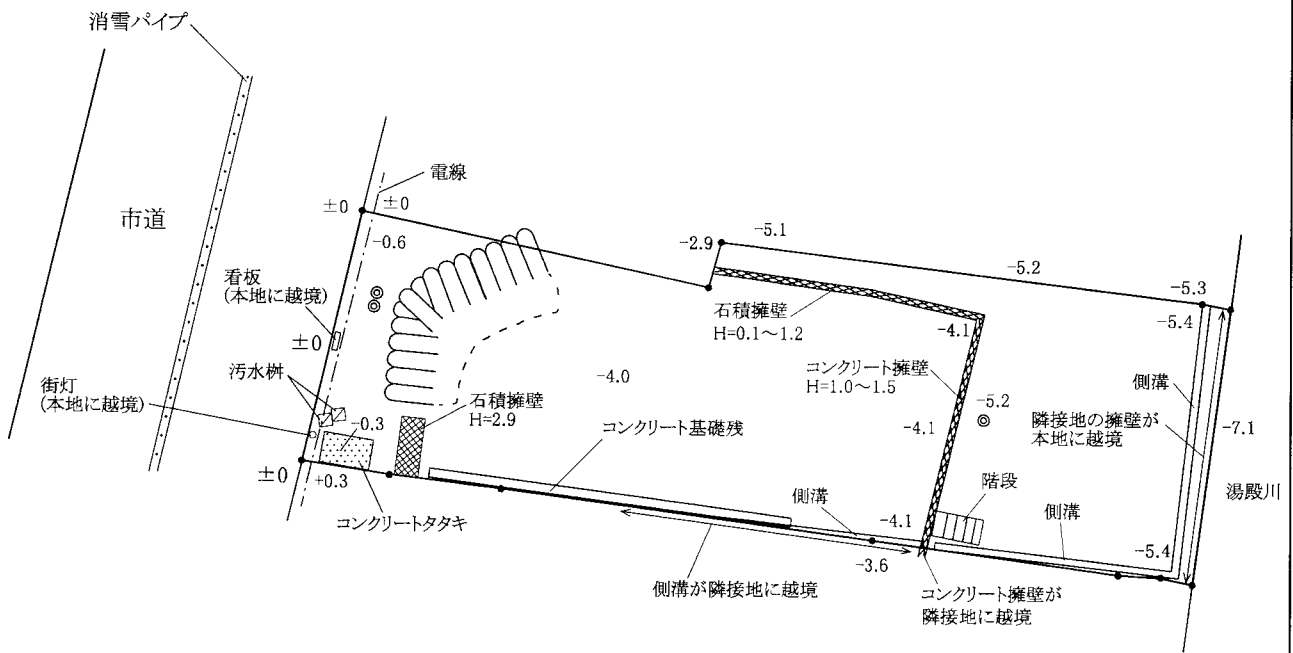 消雪パイプ
市道
電線
±0
±0
-0.6
看板
(本地に越境)
±0
汚水桝
街灯
(本地に越境)
-0.3
±0
+0.3
コンクリートタタキ
石積擁壁
H=2.9
-4.0
コンクリート基礎残
-2.9
-5.1
-5.2
-5.3
-5.4
石積擁壁
H=0.1～1.2
-4.1
コンクリート擁壁
H=1.0～1.5
-4.1
-5.2
側溝
隣接地の擁壁が
本地に越境
-7.1
湯殿川
階段
側溝
側溝
-4.1
-3.6
-5.4
側溝が隣接地に越境
コンクリート擁壁が
隣接地に越境